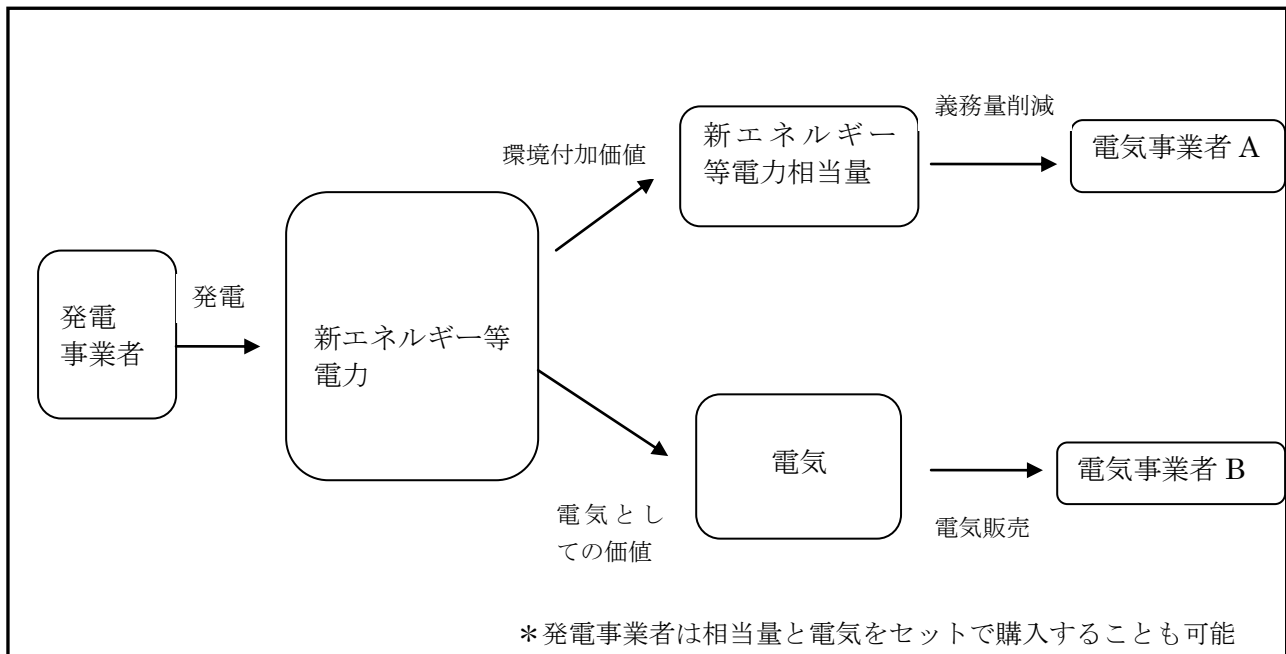 発電
事業者
発電
新エネルギー等
電力
環境付加価値
新エネルギー
等電力相当量
義務量削減
電気事業者 A
電気とし
ての価値
電気
電気販売
電気事業者 B
＊発電事業者は相当量と電気をセットで購入することも可能